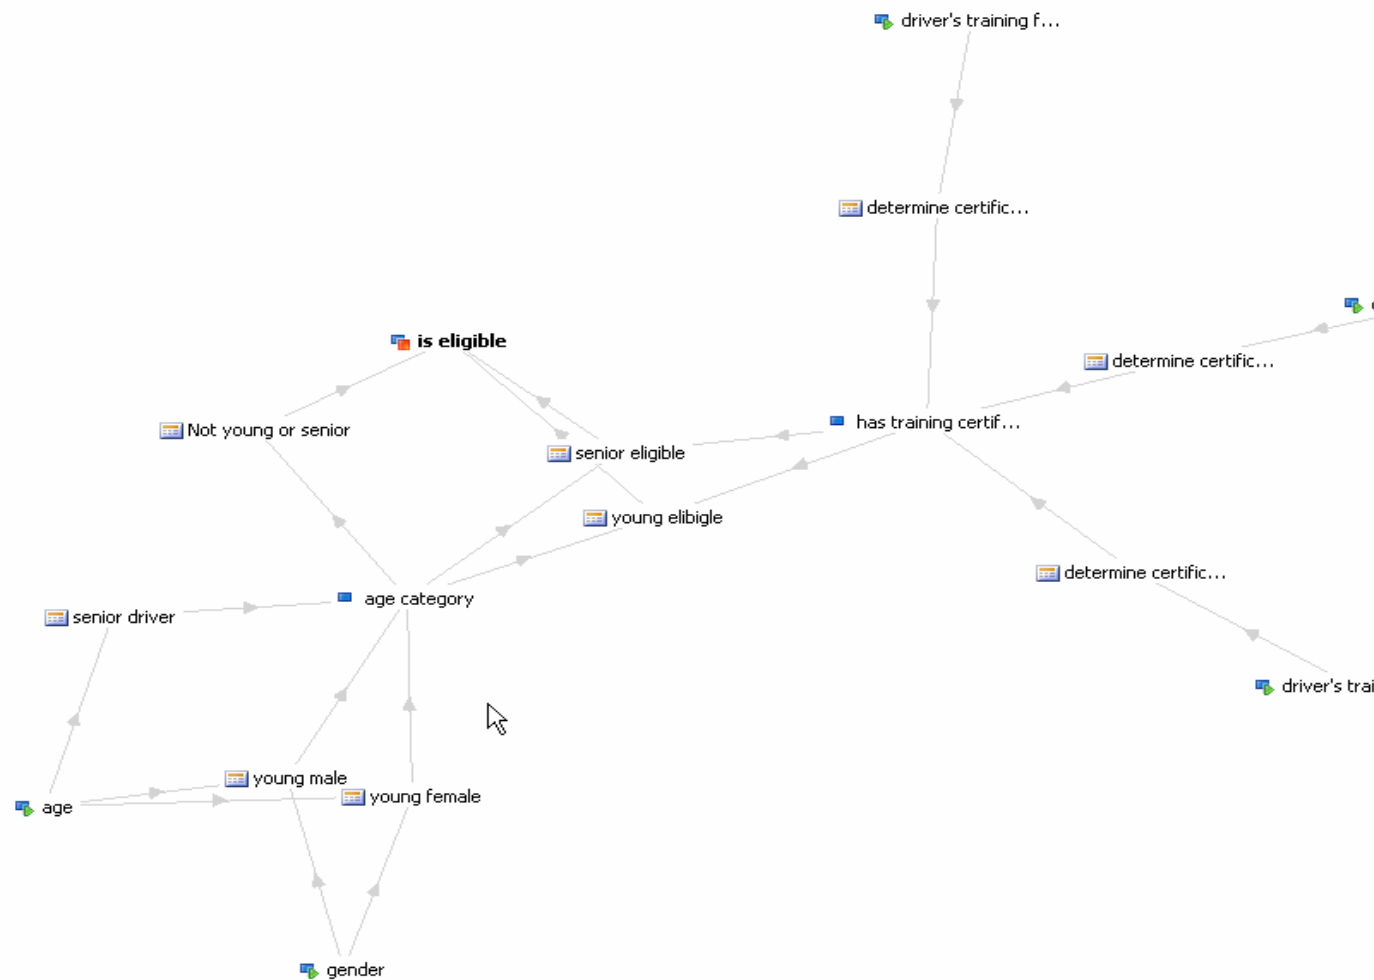 driver's training f...
determine certific...
is eligible
determine certific...
Not young or senior
has training certif...
senior eligible
young elibigle
determine certific...
age category
senior driver
driver's trai
young male
young female
age
gender